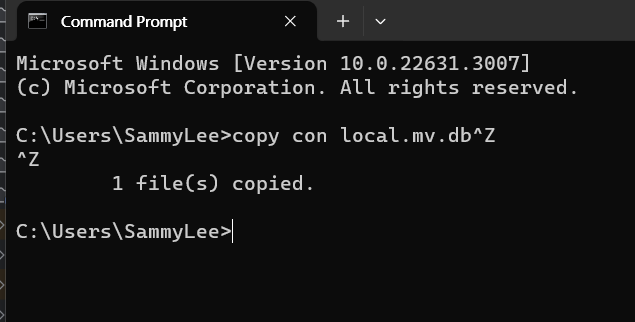 Command Prompt
Microsoft Windows [Version 10.0.22631.3007]
(c) Microsoft Corporation. All rights reserved.
C:\Users\SammyLee>copy con local.mv.db^Z
^Z
        1 file(s) copied.
C:\Users\SammyLee>